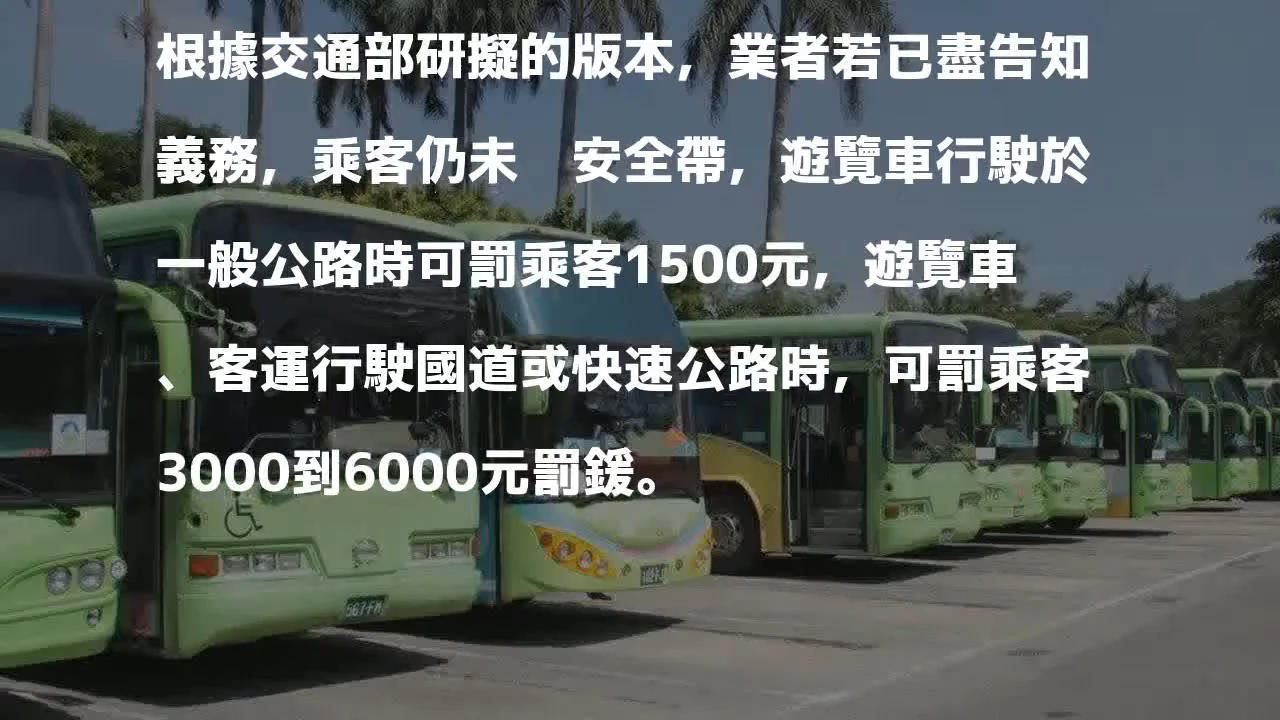 根據交通部研擬的版本，業者若已盡告知
義務，乘客仍未　安全帶，遊覽車行駛於
一般公路時可罰乘客1500元，遊覽車
、客運行駛國道或快速公路時，可罰乘客
3000到6000元罰鍰。
567-FM